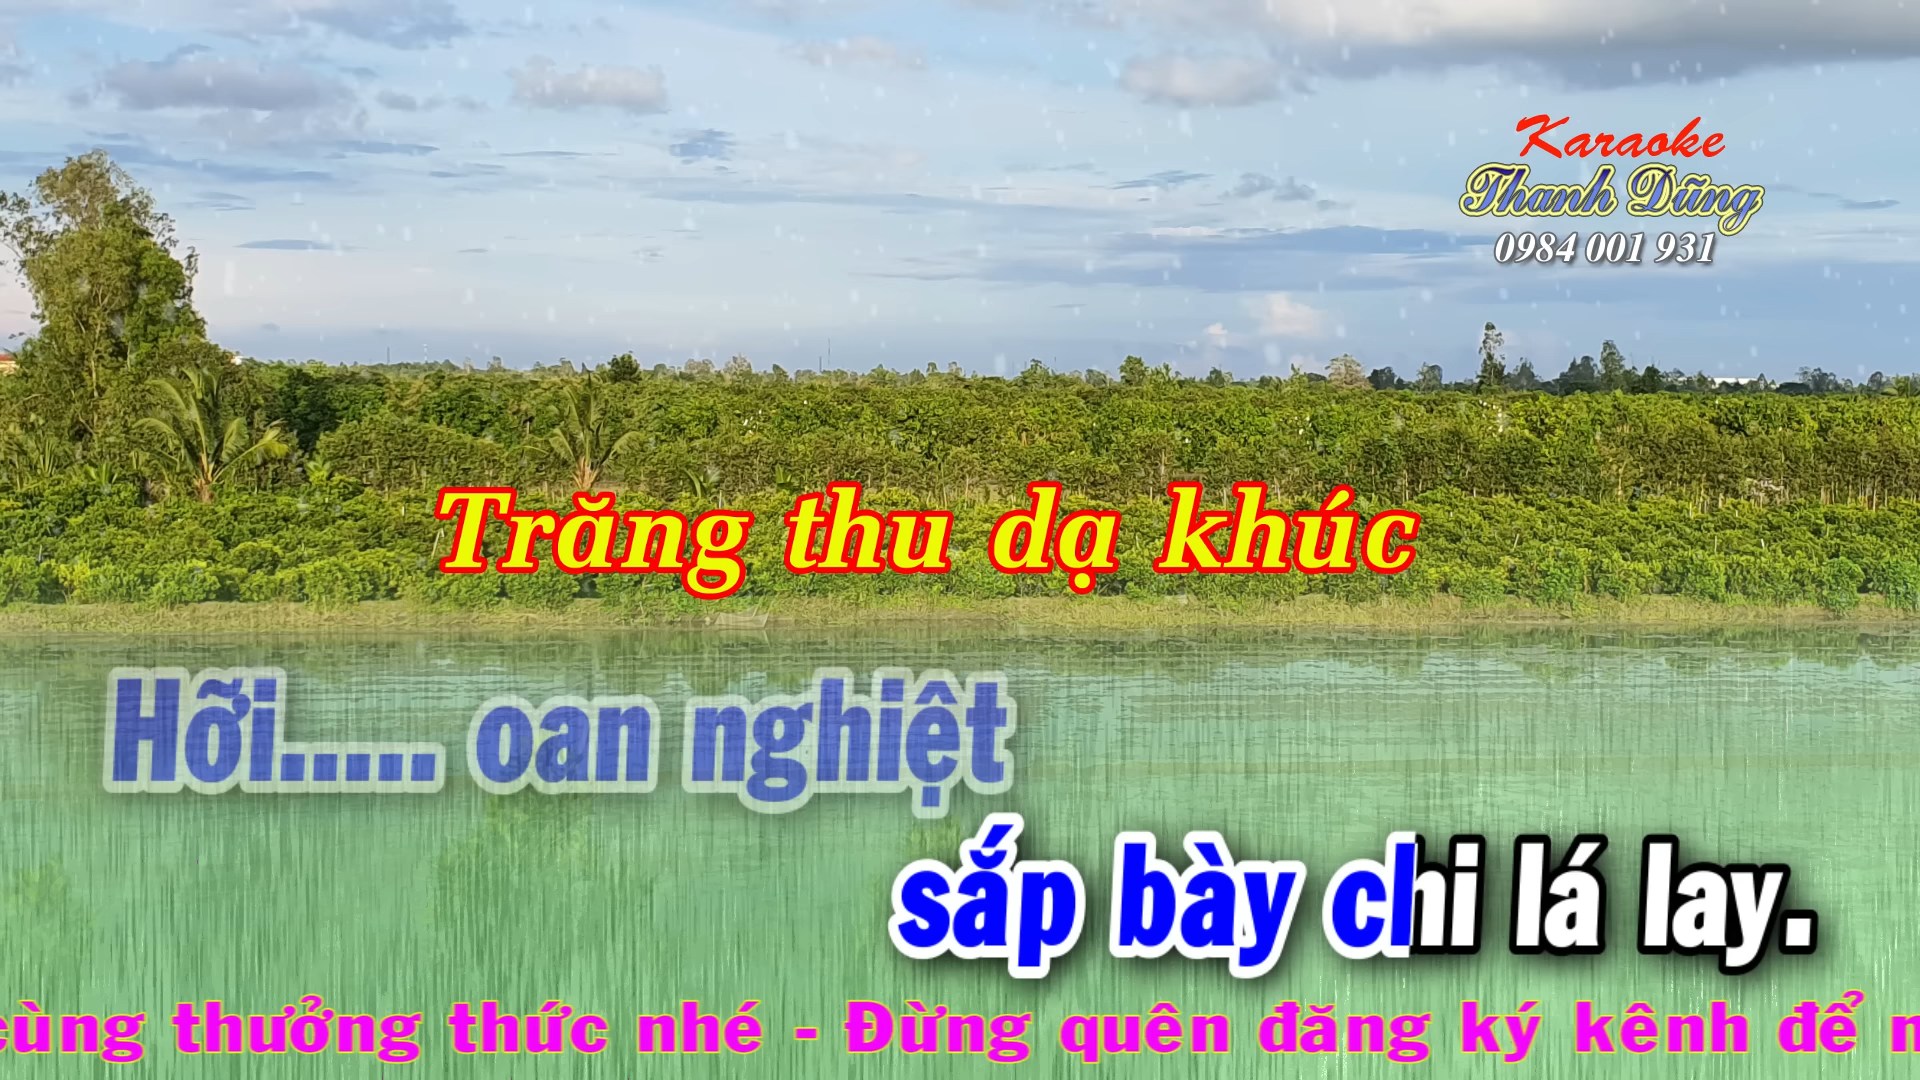 Karaoke
Thanh Dũng
0984 001 931
Trăng thu dạ khúc
Hỡi..... oan nghiệt
sắp bày chi lá lay.
cùng thưởng thức nhé - Đừng quên đăng ký kênh để